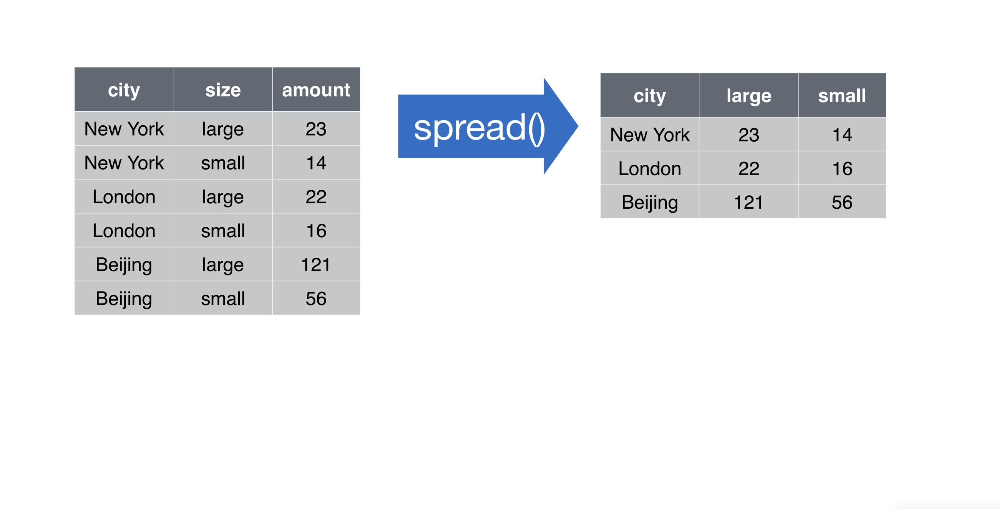 city size amount
New York large 23
New York small 14
London large 22
London small 16
Beijing large 121
Beijing small 56
spread()
city large small
New York 23 14
London 22 16
Beijing 121 56